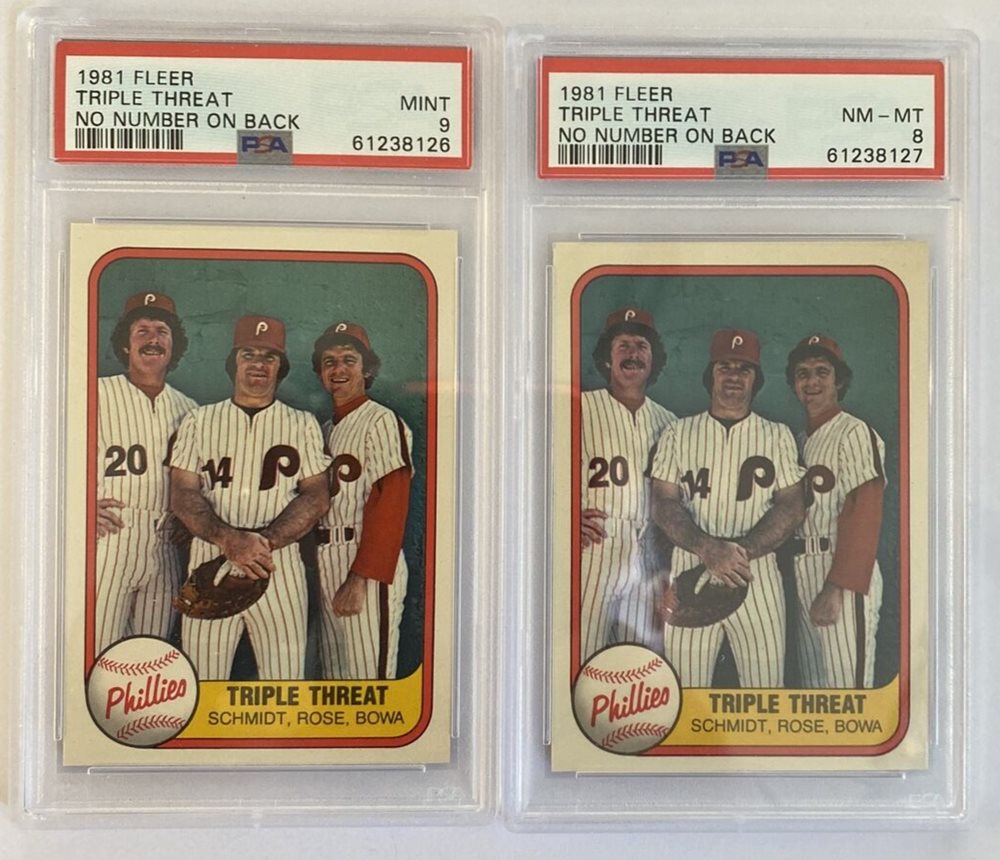 1981 FLEER
TRIPLE THREAT MINT
NO NUMBER ON BACK 9
PSA 61238126
P
P
P
20
14 P
P
Phillies
TRIPLE THREAT
SCHMIDT, ROSE, BOWA
1981 FLEER
TRIPLE THREAT NM-MT
NO NUMBER ON BACK 8
PSA 61238127
P
P
P
20
14 P
P
Phillies
TRIPLE THREAT
SCHMIDT, ROSE, BOWA